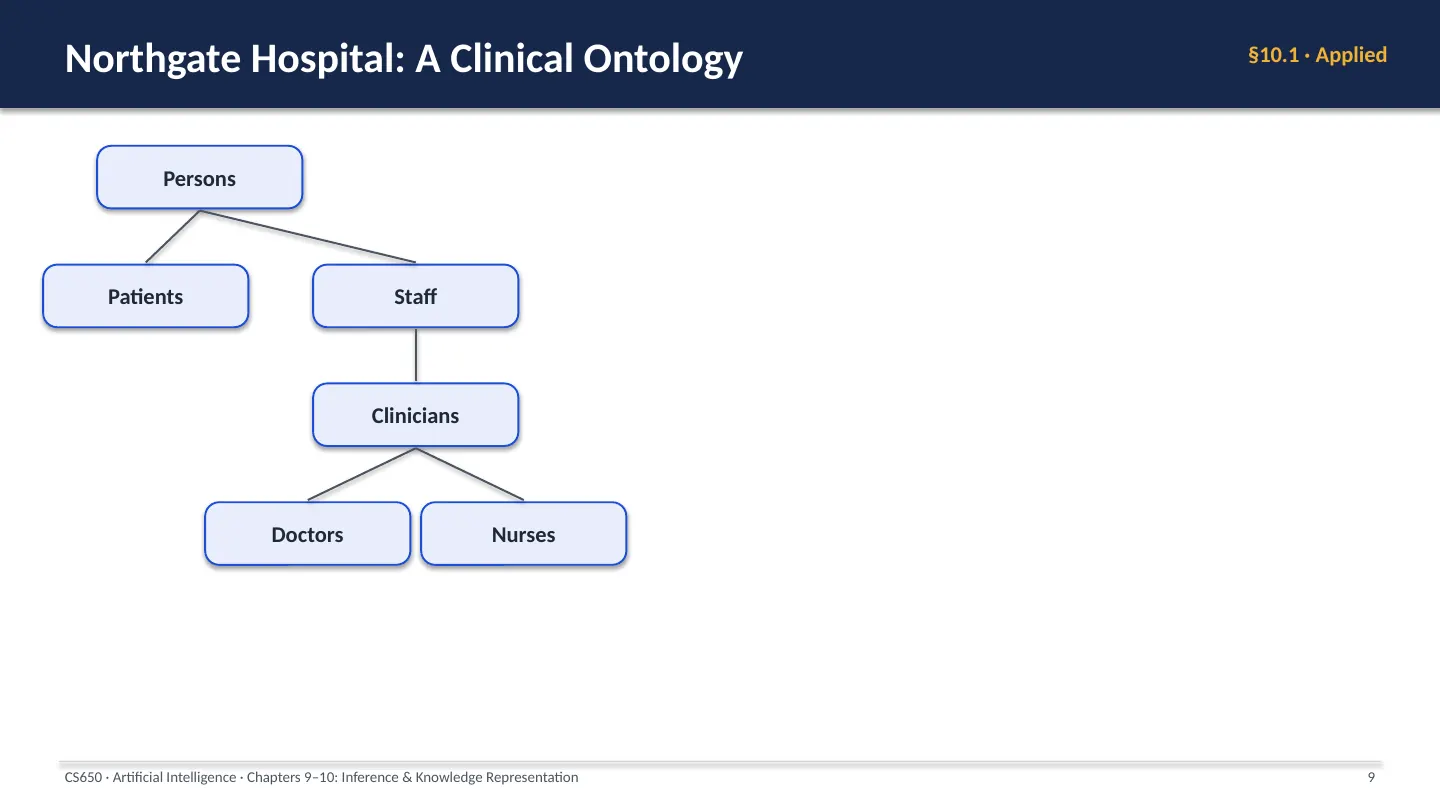 Northgate Hospital: A Clinical Ontology
§10.1 · Applied
Persons
Patients
Staff
Clinicians
Doctors
Nurses
CS650 · Artificial Intelligence · Chapters 9–10: Inference & Knowledge Representation
9